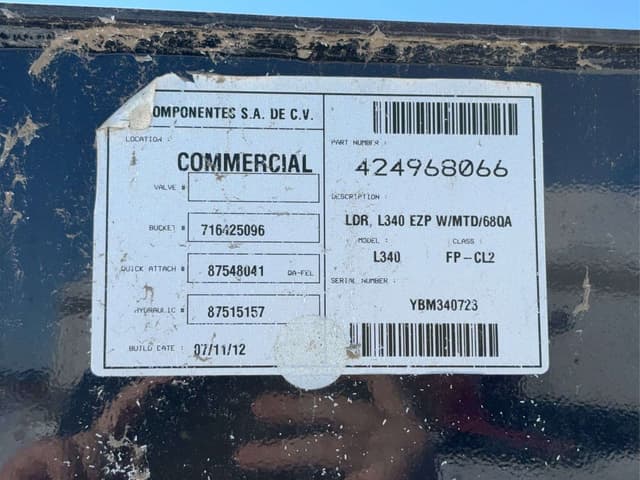 OMPONENTES S.A. DE C.V.
LOCATION :
COMMERCIAL
VALVE #
BUCKET # 716425096
QUICK ATTACH # 87548041 QA-FEL
HYDRAULIC # 87515157
BUILD DATE : 07/11/12
PART NUMBER :
424968066
DESCRIPTION :
LDR, L340 EZP W/MTD/68QA
MODEL : CLASS :
L340 FP-CL2
SERIAL NUMBER :
YBM340723